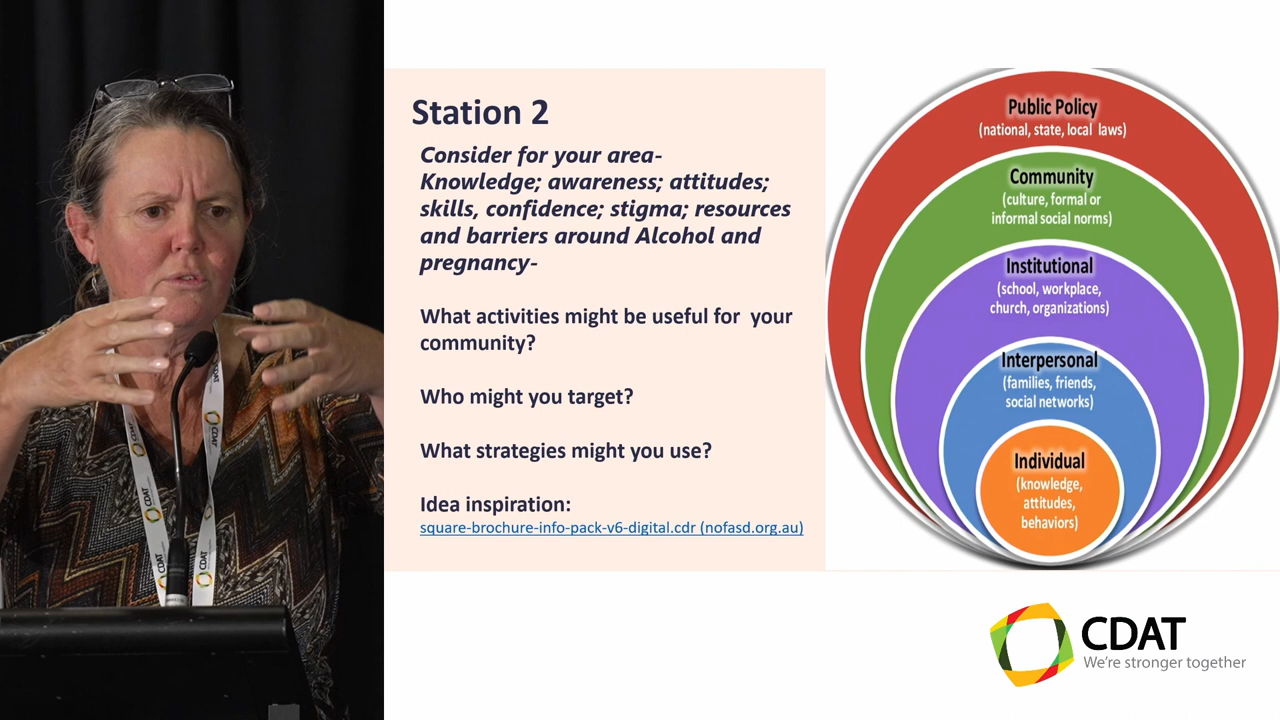 Station 2
Consider for your area-
Knowledge; awareness; attitudes;
skills, confidence; stigma; resources
and barriers around Alcohol and
pregnancy-
What activities might be useful for  your
community?
Who might you target?
What strategies might you use?
Idea inspiration:
square-brochure-info-pack-v6-digital.cdr (nofasd.org.au)
Public Policy
(national, state, local  laws)
Community
(culture, formal or
informal social norms)
Institutional
(school, workplace,
church, organizations)
Interpersonal
(families, friends,
social networks)
Individual
(knowledge,
attitudes,
behaviors)
CDAT
We're stronger together
CDAT
CDAT
CDAT
CDAT